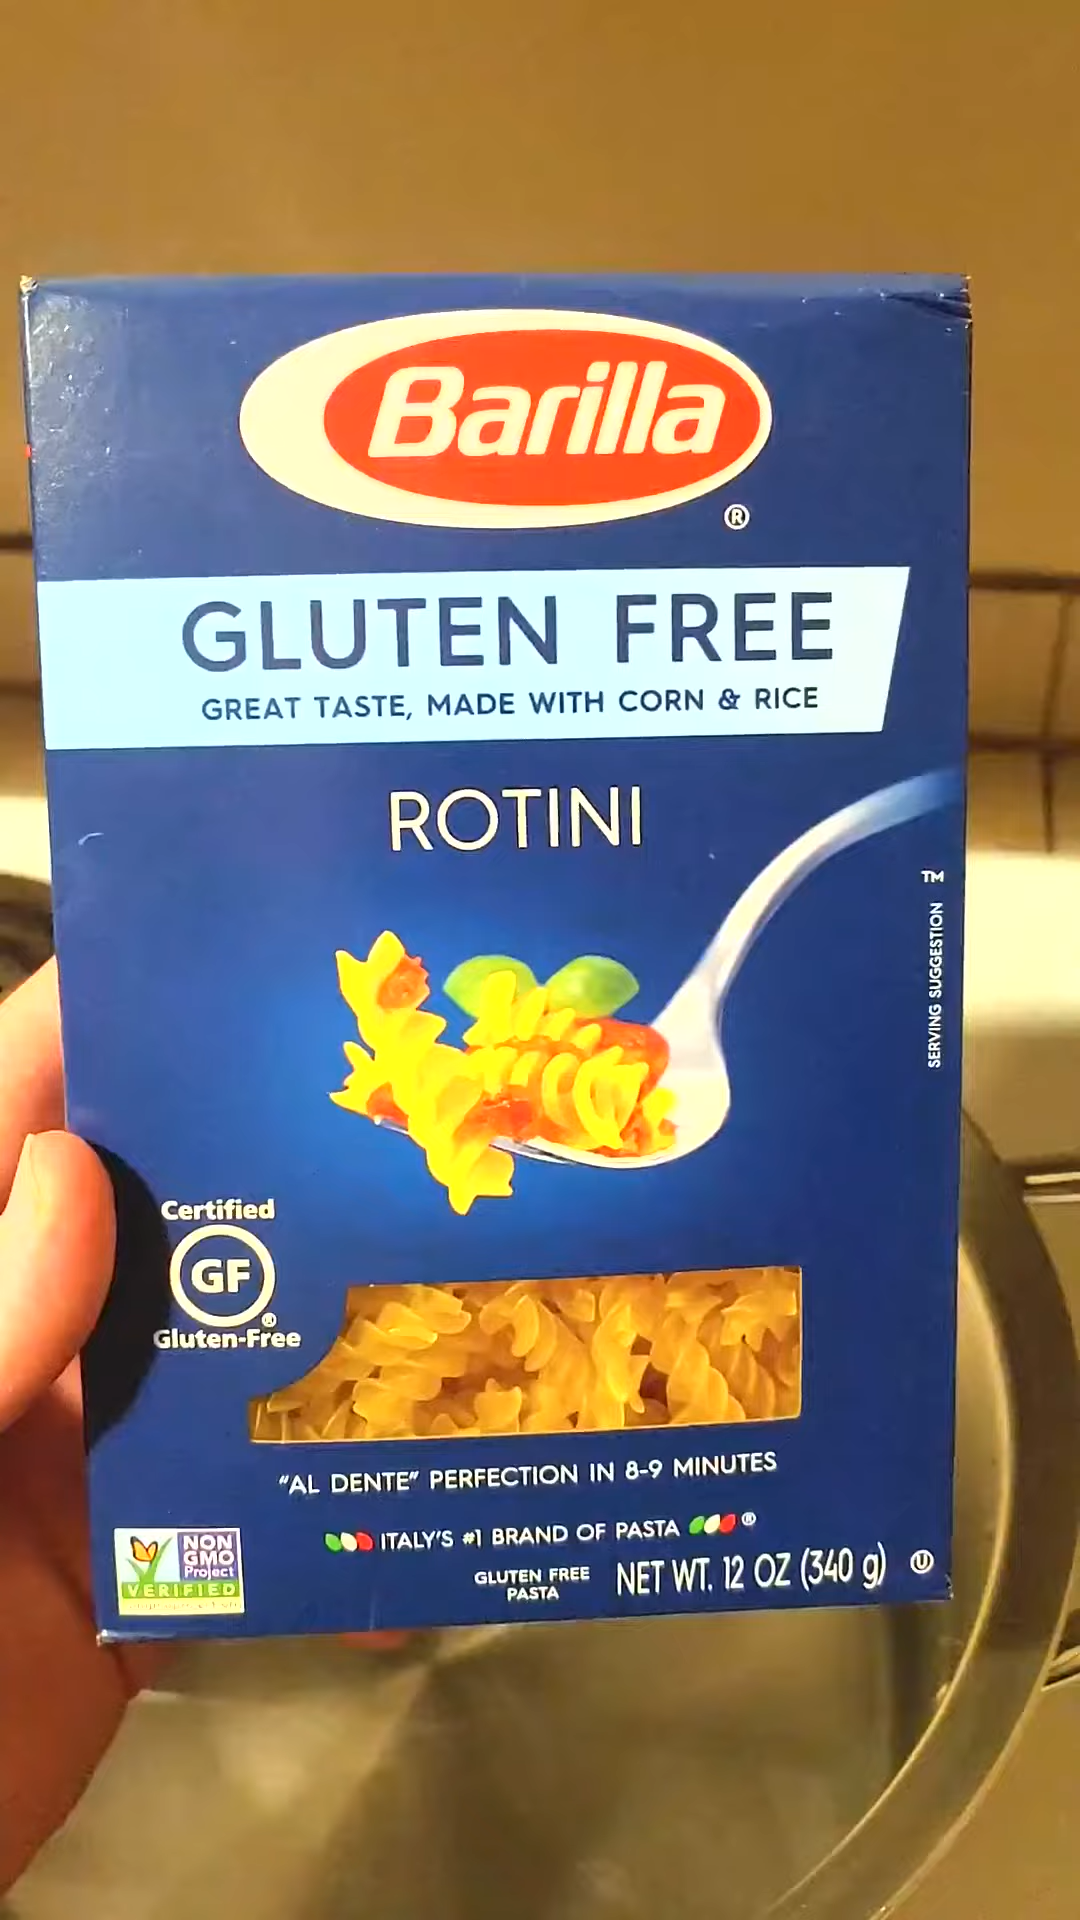 Barilla
®
GLUTEN FREE
GREAT TASTE, MADE WITH CORN & RICE
ROTINI
SERVING SUGGESTION
TM
Certified
GF
®
Gluten-Free
"AL DENTE" PERFECTION IN 8-9 MINUTES
ITALY'S #1 BRAND OF PASTA ®
NON
GMO
Project
VERIFIED
GLUTEN FREE
PASTA
NET WT. 12 OZ (340 g)
U